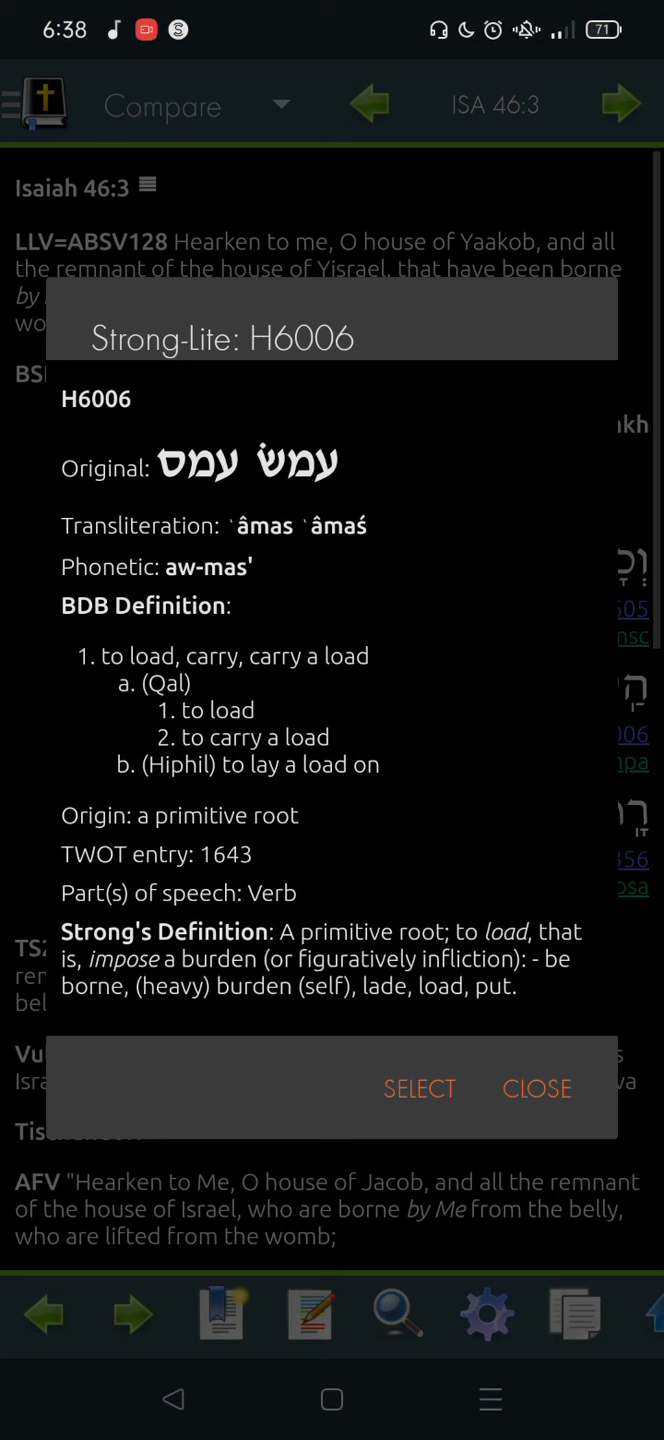 6:38
71
Compare
ISA 46:3
Isaiah 46:3
LLV=ABSV128 Hearken to me, O house of Yaakob, and all
the remnant of the house of Yisrael, that have been borne
by
Strong-Lite: H6006
H6006
Original: עמשׂ עמס
Transliteration: ‛âmas ‛âmaś
Phonetic: aw-mas'
BDB Definition:
1. to load, carry, carry a load
a. (Qal)
1. to load
2. to carry a load
b. (Hiphil) to lay a load on
Origin: a primitive root
TWOT entry: 1643
Part(s) of speech: Verb
Strong's Definition: A primitive root; to load, that
is, impose a burden (or figuratively infliction): - be
borne, (heavy) burden (self), lade, load, put.
SELECT CLOSE
AFV "Hearken to Me, O house of Jacob, and all the remnant
of the house of Israel, who are borne by Me from the belly,
who are lifted from the womb;